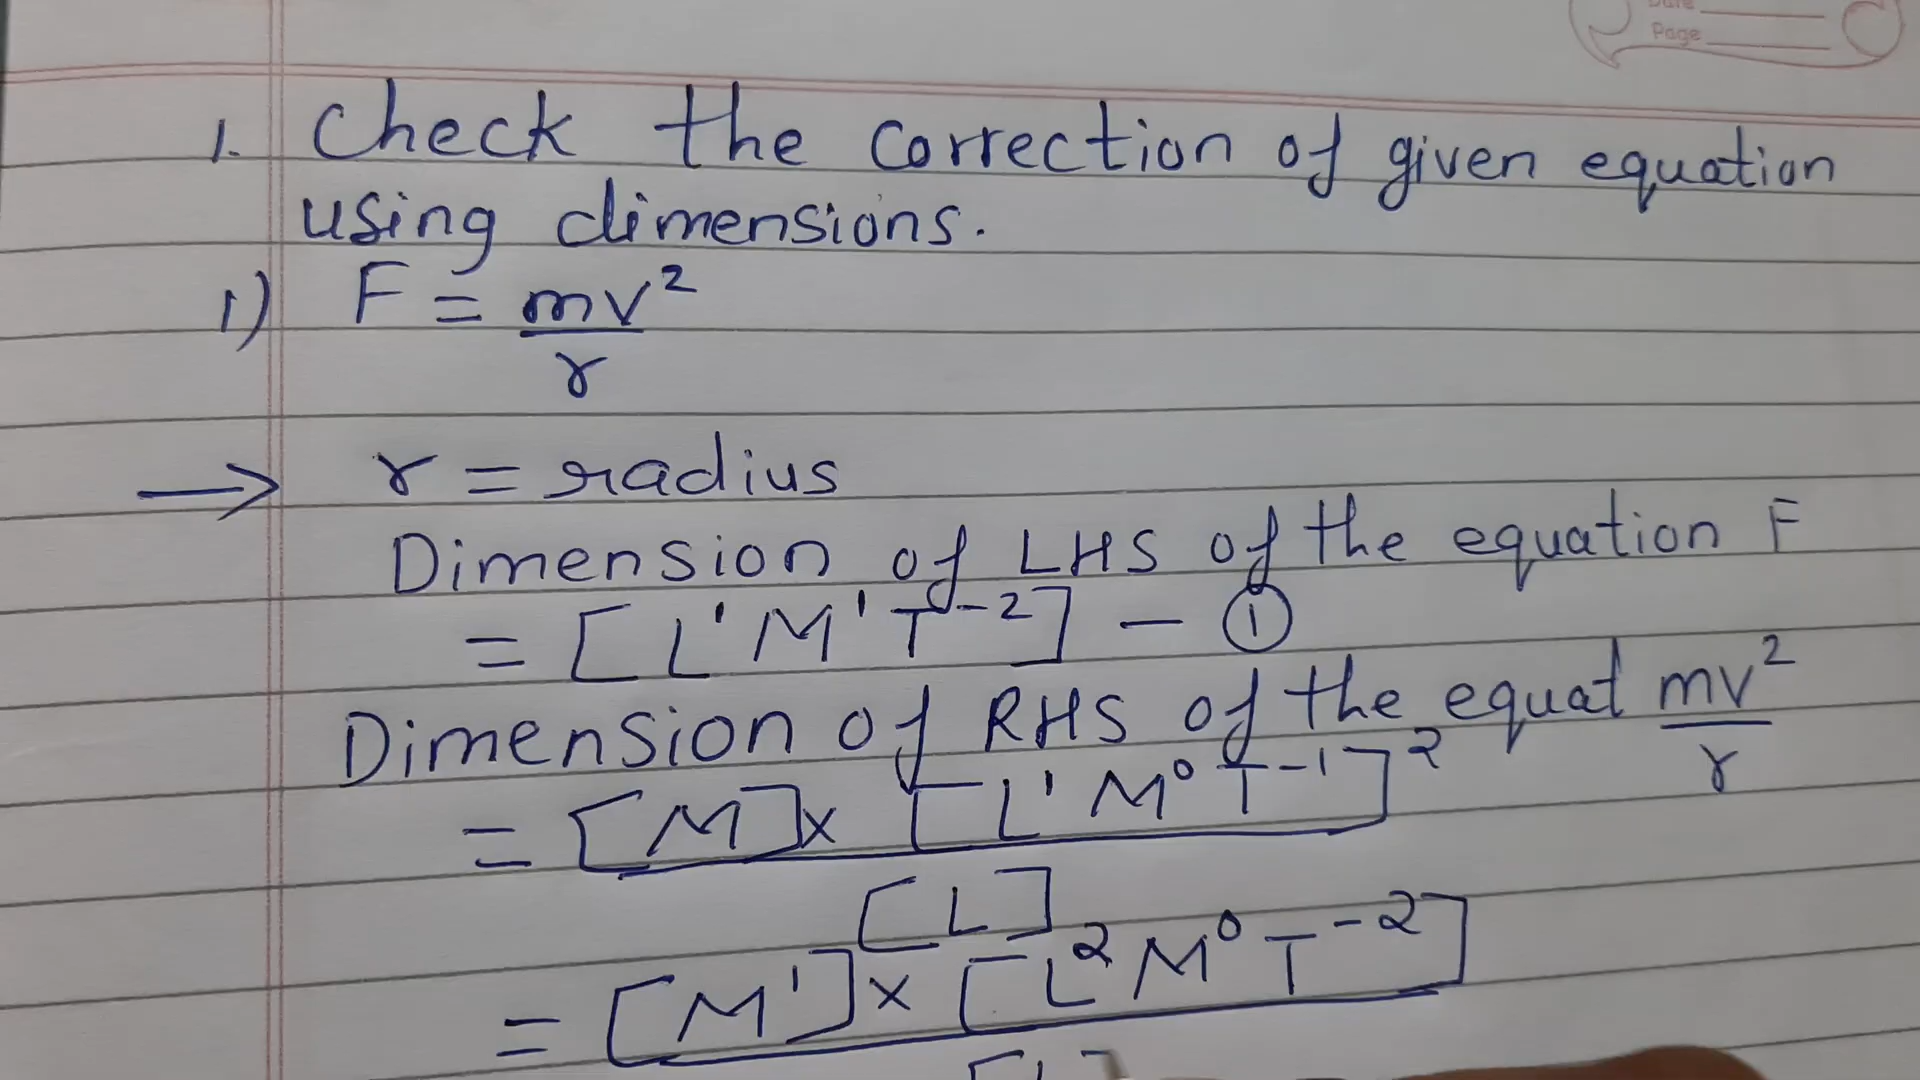 Date
Page
1. Check the correction of given equation
using dimensions.
1) F = mv²
r
→ r = radius
Dimension of LHS of the equation F
= [L¹M¹T⁻²] — ①
Dimension of RHS of the equat mv²
r
= [M]x [L¹M⁰T⁻¹]²
[L]
= [M¹]x [L²M⁰T⁻²]